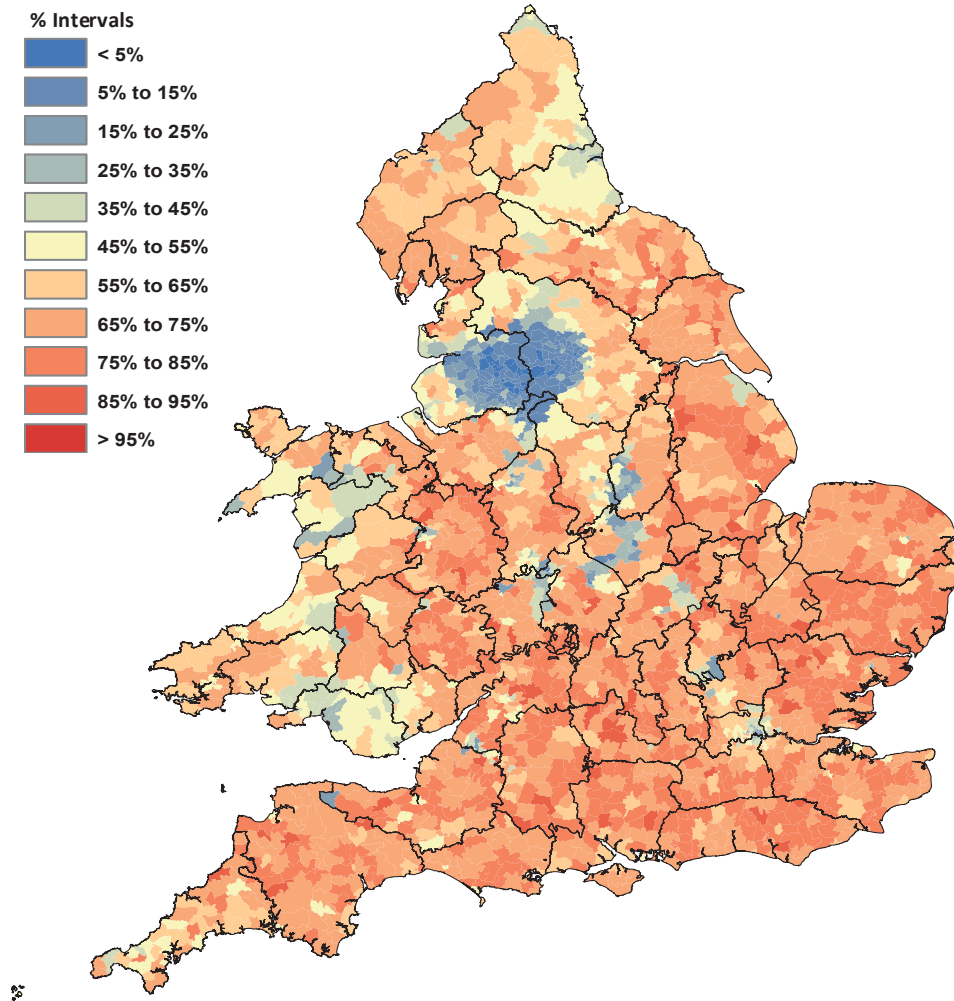 % Intervals
< 5%
5% to 15%
15% to 25%
25% to 35%
35% to 45%
45% to 55%
55% to 65%
65% to 75%
75% to 85%
85% to 95%
> 95%